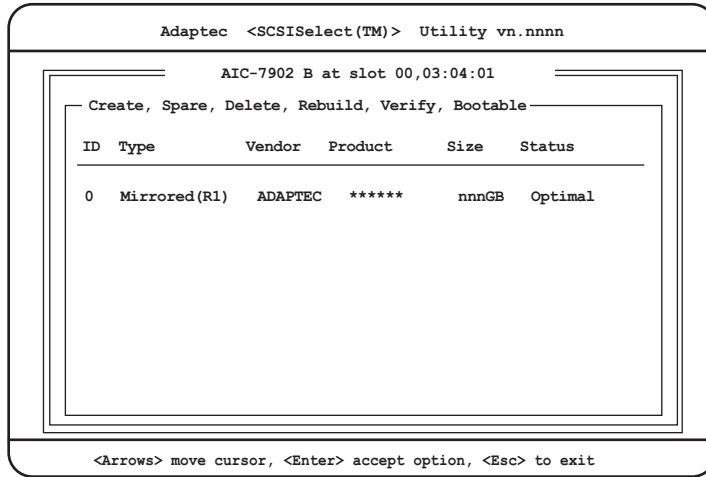 Adaptec <SCSISelect(TM)> Utility vn.nnnn
AIC-7902 B at slot 00,03:04:01
Create, Spare, Delete, Rebuild, Verify, Bootable
ID Type Vendor Product Size Status
0 Mirrored(R1) ADAPTEC ****** nnnGB Optimal
<Arrows> move cursor, <Enter> accept option, <Esc> to exit